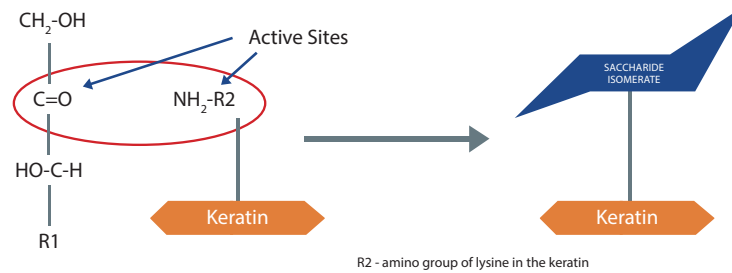 CH₂-OH
Active Sites
C=O
NH₂-R2
HO-C-H
R1
Keratin
SACCHARIDE
ISOMERATE
Keratin
R2 - amino group of lysine in the keratin